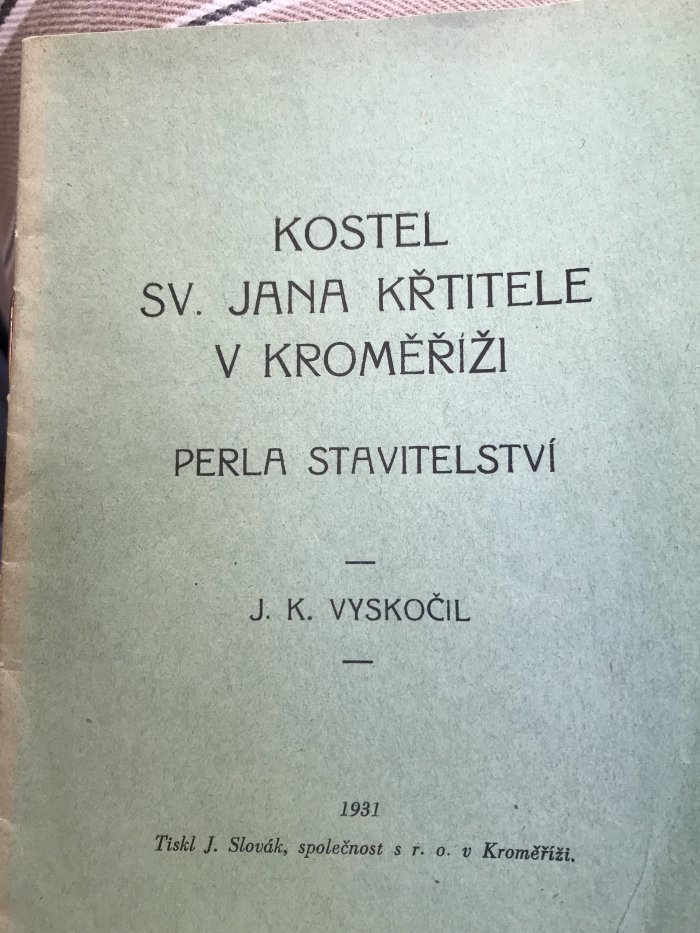 KOSTEL
SV. JANA KŘTITELE
V KROMĚŘÍŽI
PERLA STAVITELSTVÍ
—
J. K. VYSKOČIL
—
1931
Tiskl J. Slovák, společnost s r. o. v Kroměříži.